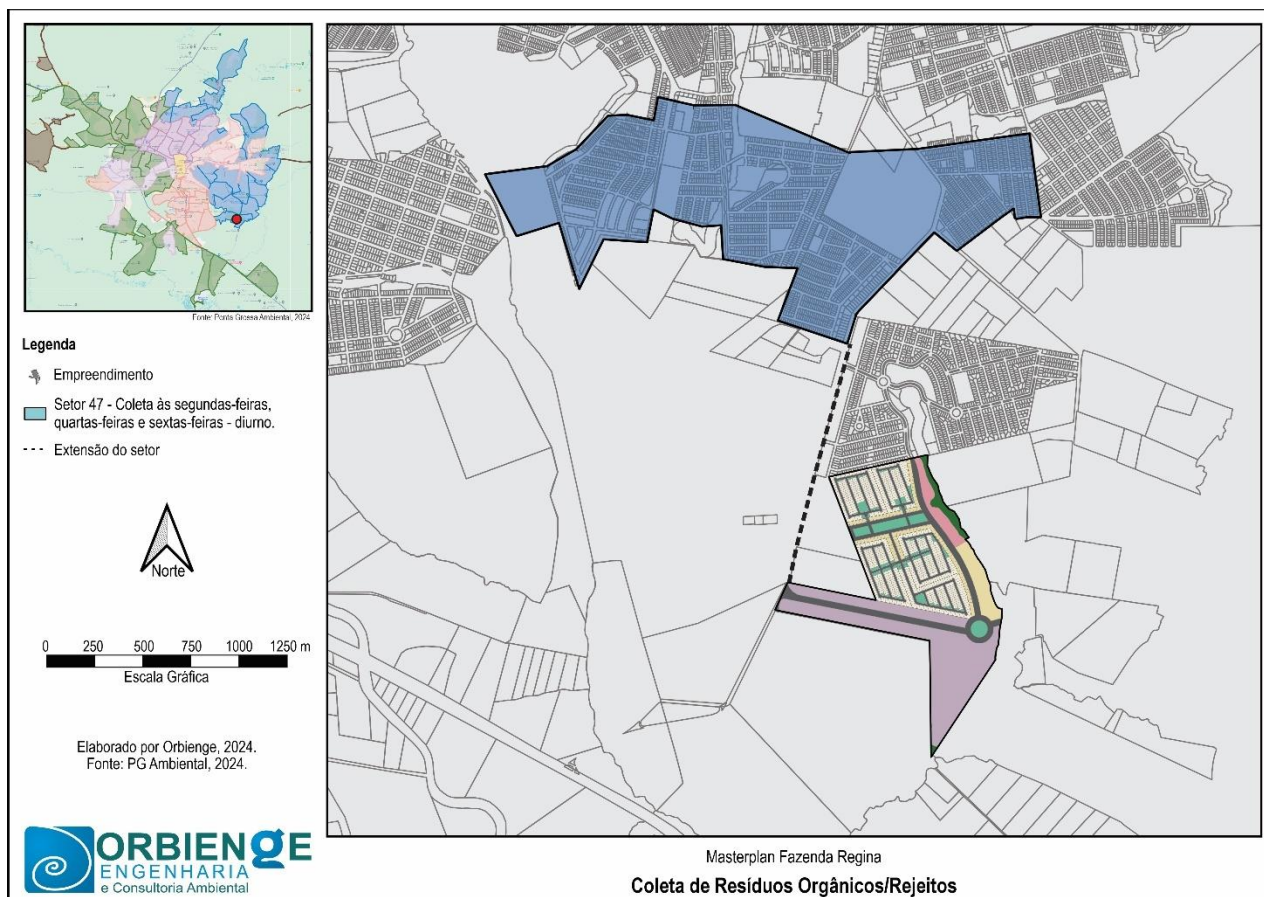 Fonte: Ponta Grossa Ambiental, 2024.
Legenda
Empreendimento
Setor 47 - Coleta às segundas-feiras,
quartas-feiras e sextas-feiras - diurno.
Extensão do setor
Norte
0 250 500 750 1000 1250 m
Escala Gráfica
Elaborado por Orbienge, 2024.
Fonte: PG Ambiental, 2024.
ORBIENGE
ENGENHARIA
e Consultoria Ambiental
Masterplan Fazenda Regina
Coleta de Resíduos Orgânicos/Rejeitos